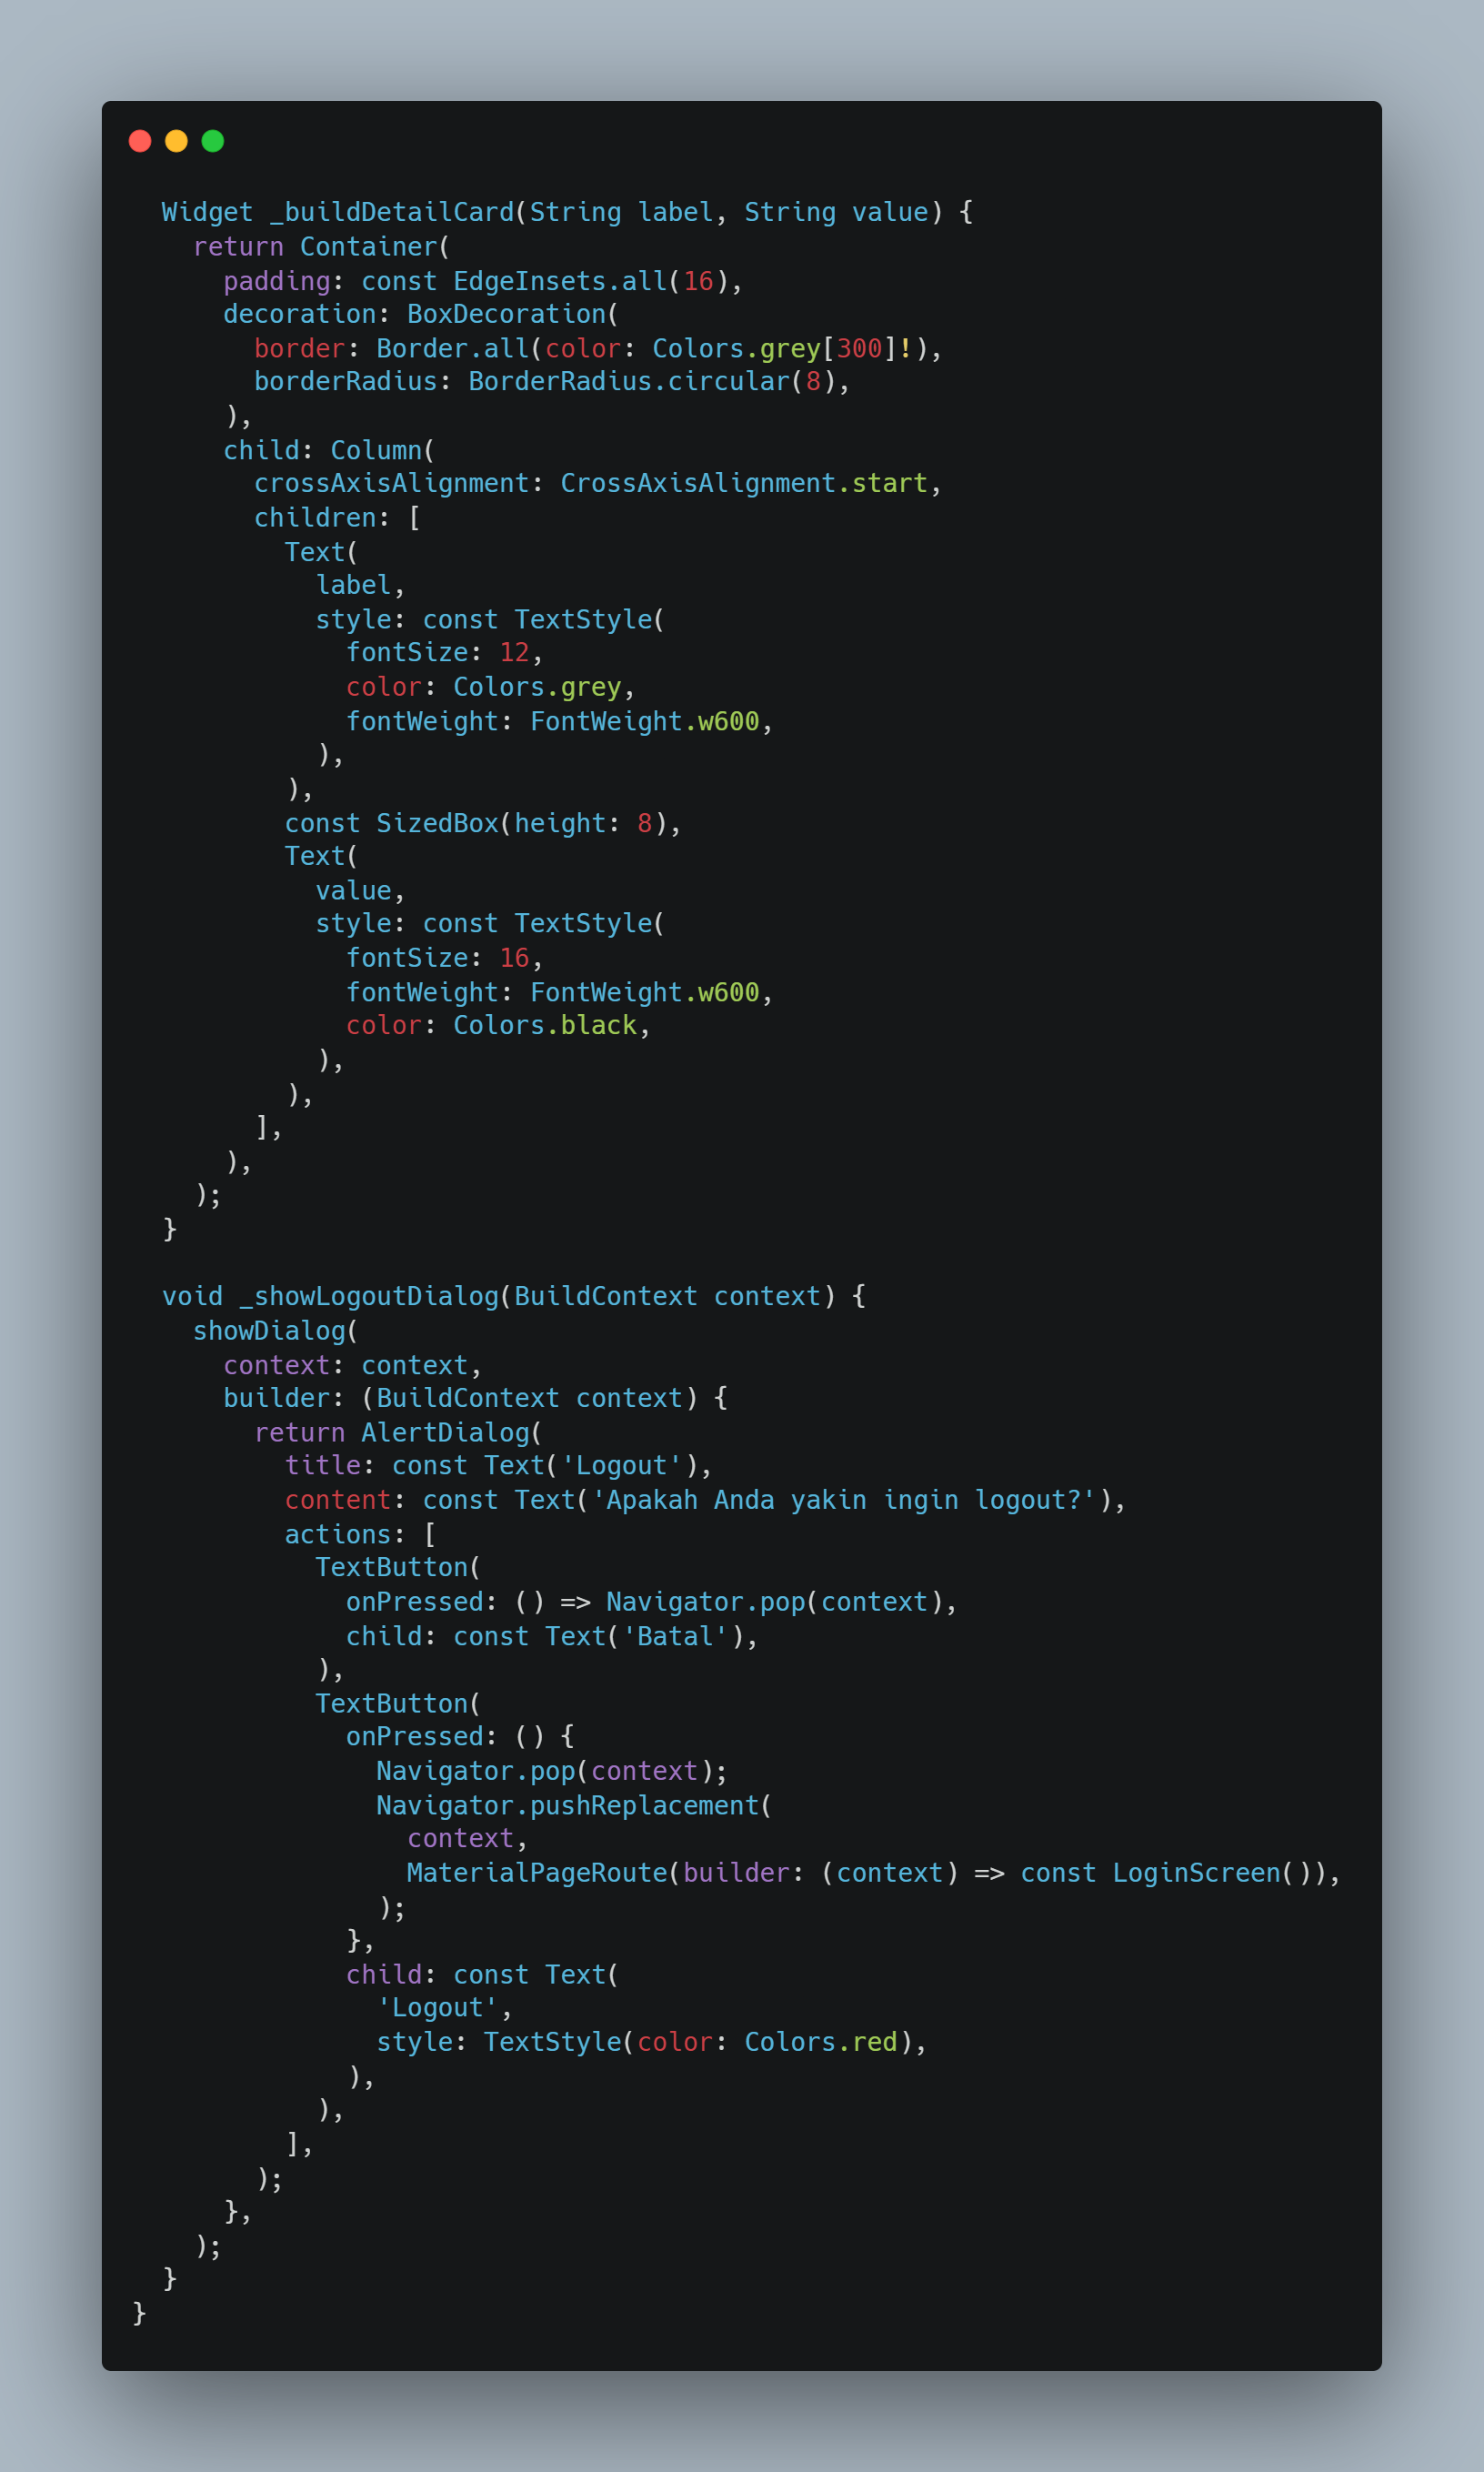 Widget _buildDetailCard(String label, String value) {
    return Container(
      padding: const EdgeInsets.all(16),
      decoration: BoxDecoration(
        border: Border.all(color: Colors.grey[300]!),
        borderRadius: BorderRadius.circular(8),
      ),
      child: Column(
        crossAxisAlignment: CrossAxisAlignment.start,
        children: [
          Text(
            label,
            style: const TextStyle(
              fontSize: 12,
              color: Colors.grey,
              fontWeight: FontWeight.w600,
            ),
          ),
          const SizedBox(height: 8),
          Text(
            value,
            style: const TextStyle(
              fontSize: 16,
              fontWeight: FontWeight.w600,
              color: Colors.black,
            ),
          ),
        ],
      ),
    );
  }

  void _showLogoutDialog(BuildContext context) {
    showDialog(
      context: context,
      builder: (BuildContext context) {
        return AlertDialog(
          title: const Text('Logout'),
          content: const Text('Apakah Anda yakin ingin logout?'),
          actions: [
            TextButton(
              onPressed: () => Navigator.pop(context),
              child: const Text('Batal'),
            ),
            TextButton(
              onPressed: () {
                Navigator.pop(context);
                Navigator.pushReplacement(
                  context,
                  MaterialPageRoute(builder: (context) => const LoginScreen()),
                );
              },
              child: const Text(
                'Logout',
                style: TextStyle(color: Colors.red),
              ),
            ),
          ],
        );
      },
    );
  }
}